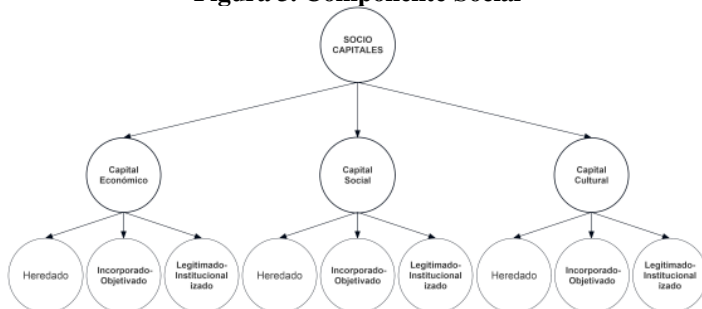 Figura 3: Componente Social
SOCIO
CAPITALES
Capital
Económico
Capital
Social
Capital
Cultural
Heredado
Incorporado-
Objetivado
Legitimado-
Institucional
izado
Heredado
Incorporado-
Objetivado
Legitimado-
Institucional
izado
Heredado
Incorporado-
Objetivado
Legitimado-
Institucional
izado